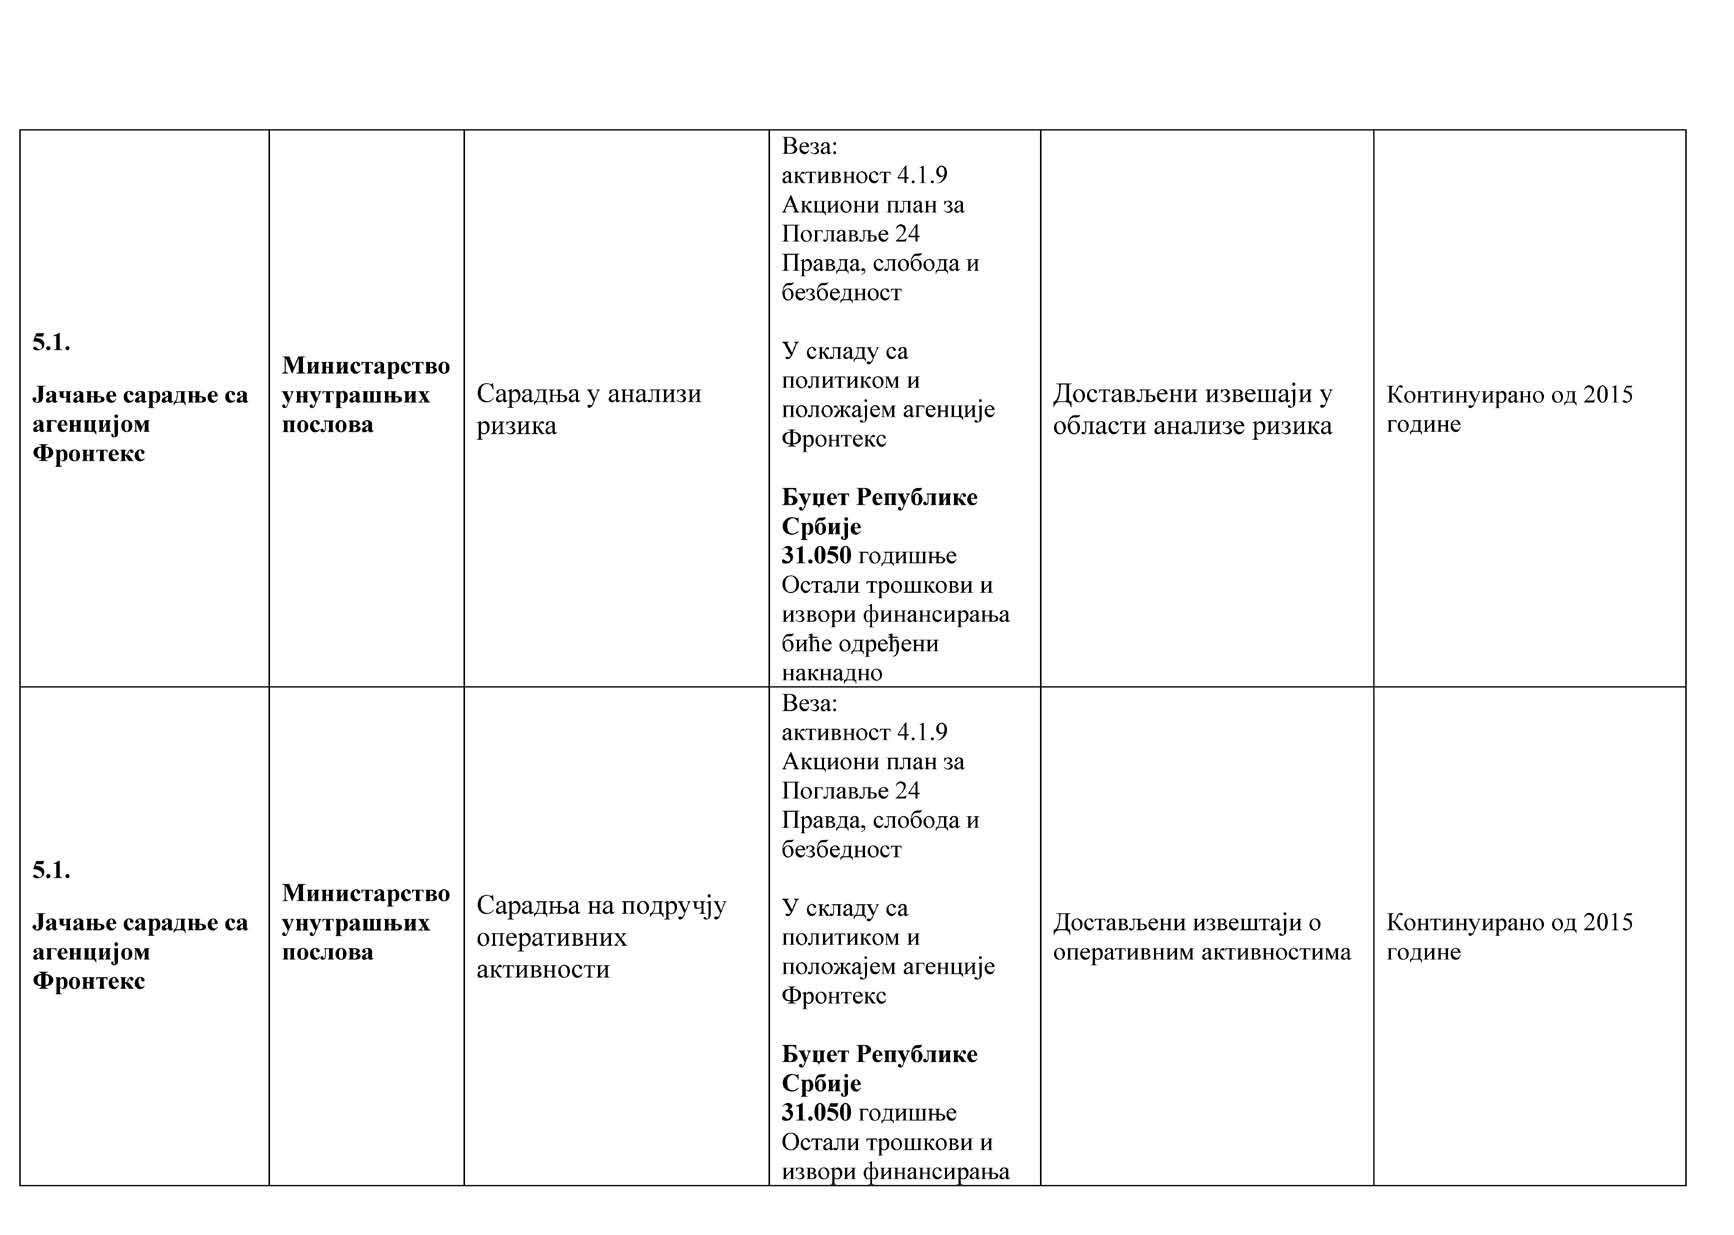 5.1.
Јачање сарадње са
агенцијом
Фронтекс
Министарство
унутрашњих
послова
Сарадња у анализи
ризика
Веза:
активност 4.1.9
Акциони план за
Поглавље 24
Правда, слобода и
безбедност
У складу са
политиком и
положајем агенције
Фронтекс
Буџет Републике
Србије
31.050 годишње
Остали трошкови и
извори финансирања
биће одређени
накнадно
Достављени извешаји у
области анализе ризика
Континуирано од 2015
године
5.1.
Јачање сарадње са
агенцијом
Фронтекс
Министарство
унутрашњих
послова
Сарадња на подручју
оперативних
активности
Веза:
активност 4.1.9
Акциони план за
Поглавље 24
Правда, слобода и
безбедност
У складу са
политиком и
положајем агенције
Фронтекс
Буџет Републике
Србије
31.050 годишње
Остали трошкови и
извори финансирања
Достављени извештаји о
оперативним активностима
Континуирано од 2015
године